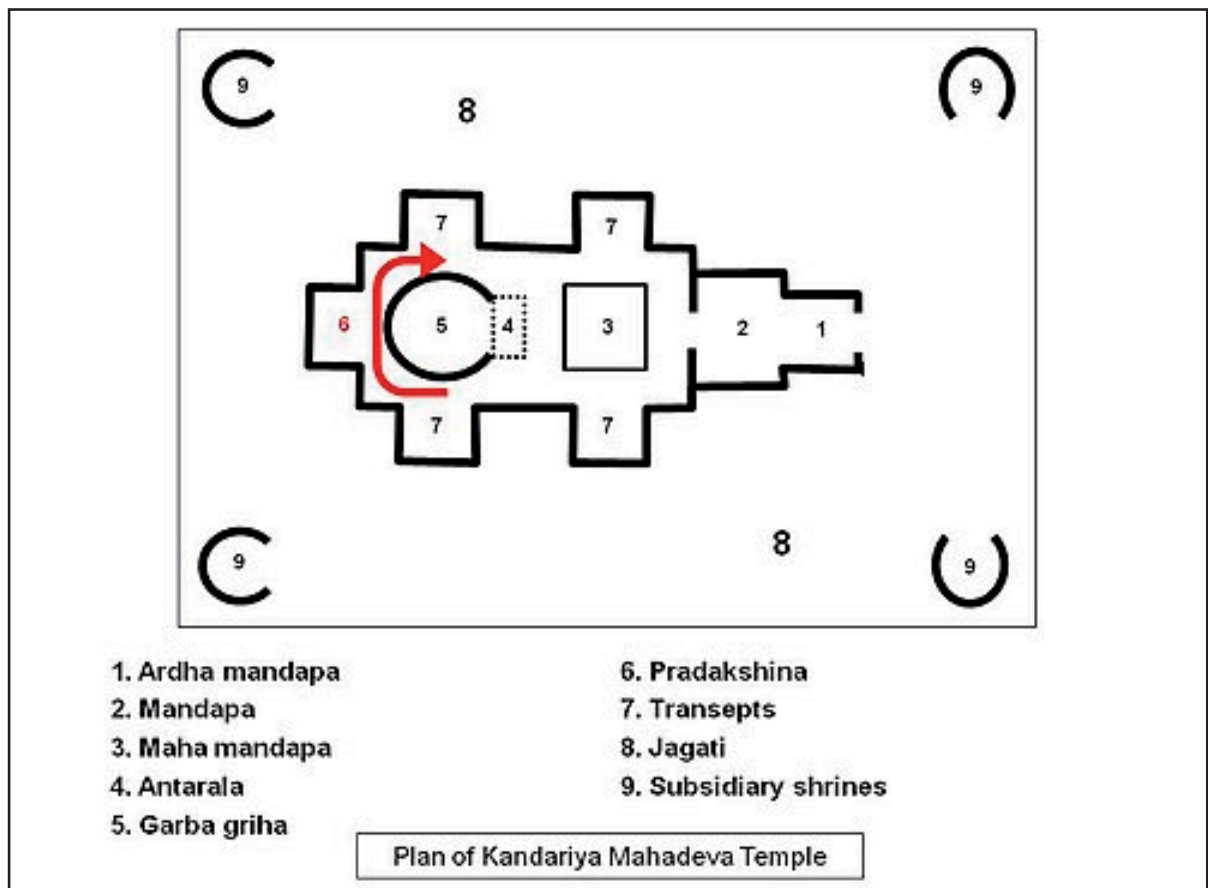 9
9
8
7
7
6
5
4
3
2
1
7
7
8
9
9
1. Ardha mandapa
2. Mandapa
3. Maha mandapa
4. Antarala
5. Garba griha
6. Pradakshina
7. Transepts
8. Jagati
9. Subsidiary shrines
Plan of Kandariya Mahadeva Temple